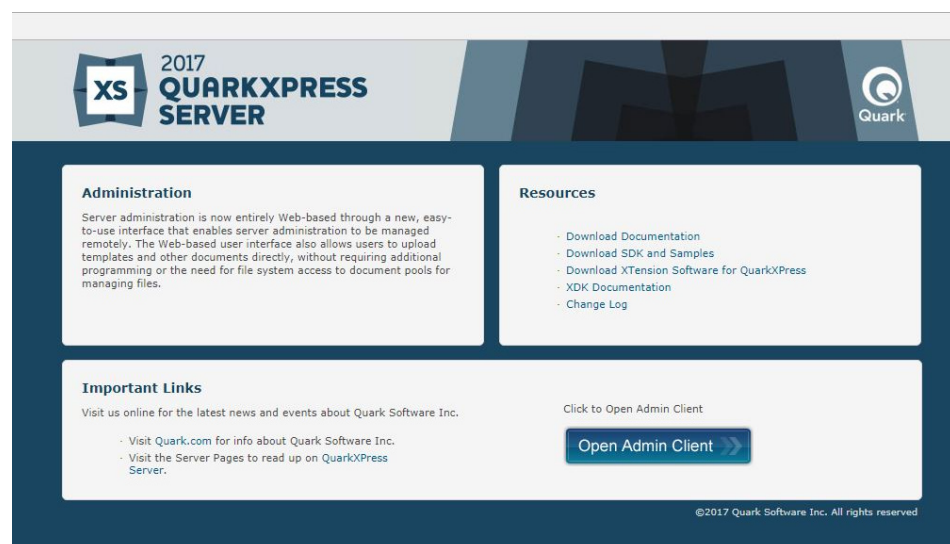 2017
XS QUARKXPRESS
SERVER
Quark
Administration
Server administration is now entirely Web-based through a new, easy-
to-use interface that enables server administration to be managed
remotely. The Web-based user interface also allows users to upload
templates and other documents directly, without requiring additional
programming or the need for file system access to document pools for
managing files.
Resources
· Download Documentation
· Download SDK and Samples
· Download XTension Software for QuarkXPress
· XDK Documentation
· Change Log
Important Links
Visit us online for the latest news and events about Quark Software Inc.
· Visit Quark.com for info about Quark Software Inc.
· Visit the Server Pages to read up on QuarkXPress
Server.
Click to Open Admin Client
Open Admin Client
©2017 Quark Software Inc. All rights reserved